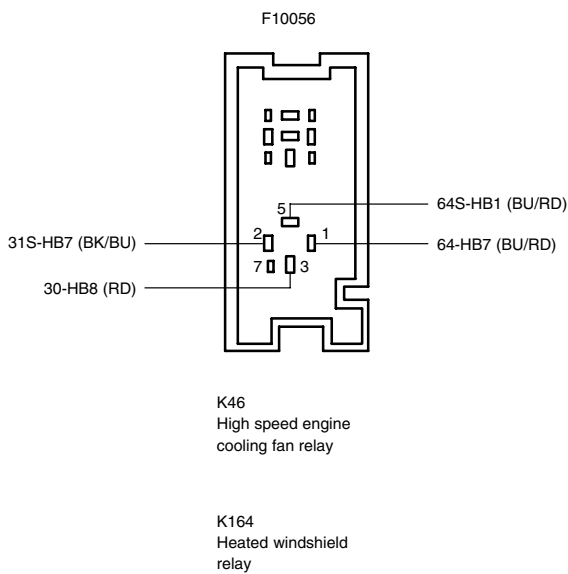 F10056
5
64S-HB1 (BU/RD)
31S-HB7 (BK/BU)
2
1
64-HB7 (BU/RD)
7
3
30-HB8 (RD)
K46
High speed engine
cooling fan relay
K164
Heated windshield
relay